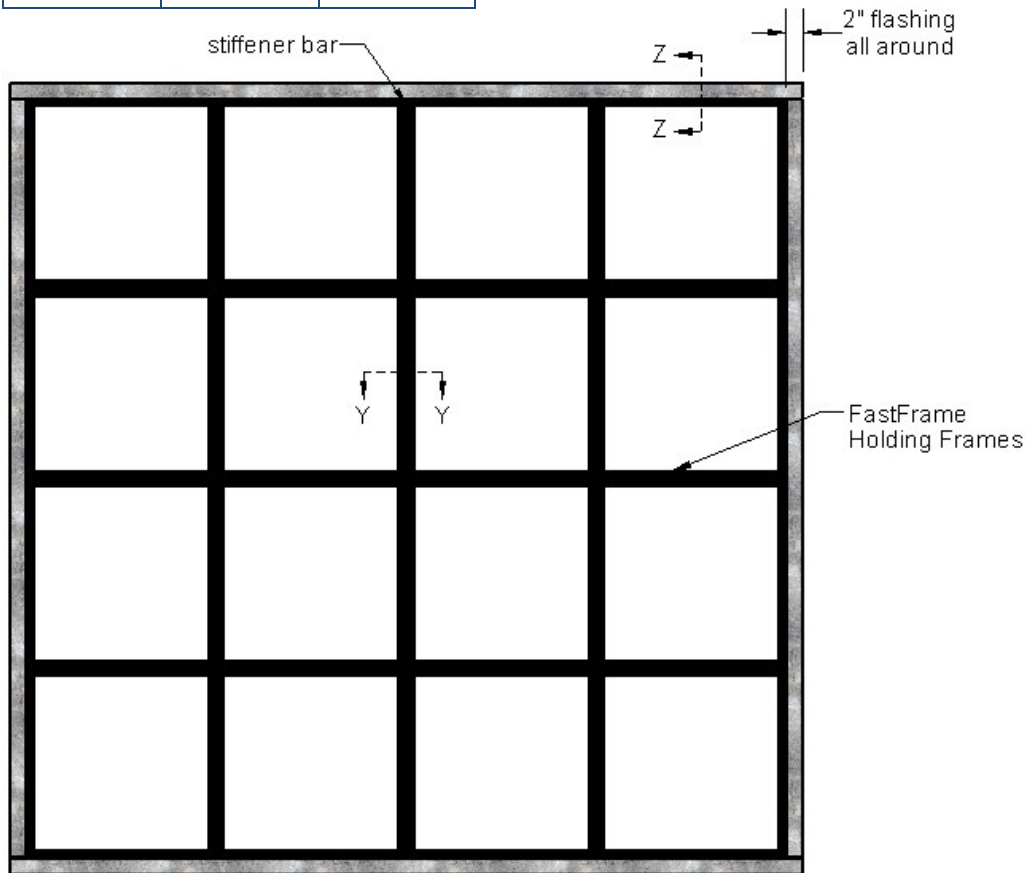 2" flashing
all around
stiffener bar
Z
Z
Y Y
FastFrame
Holding Frames